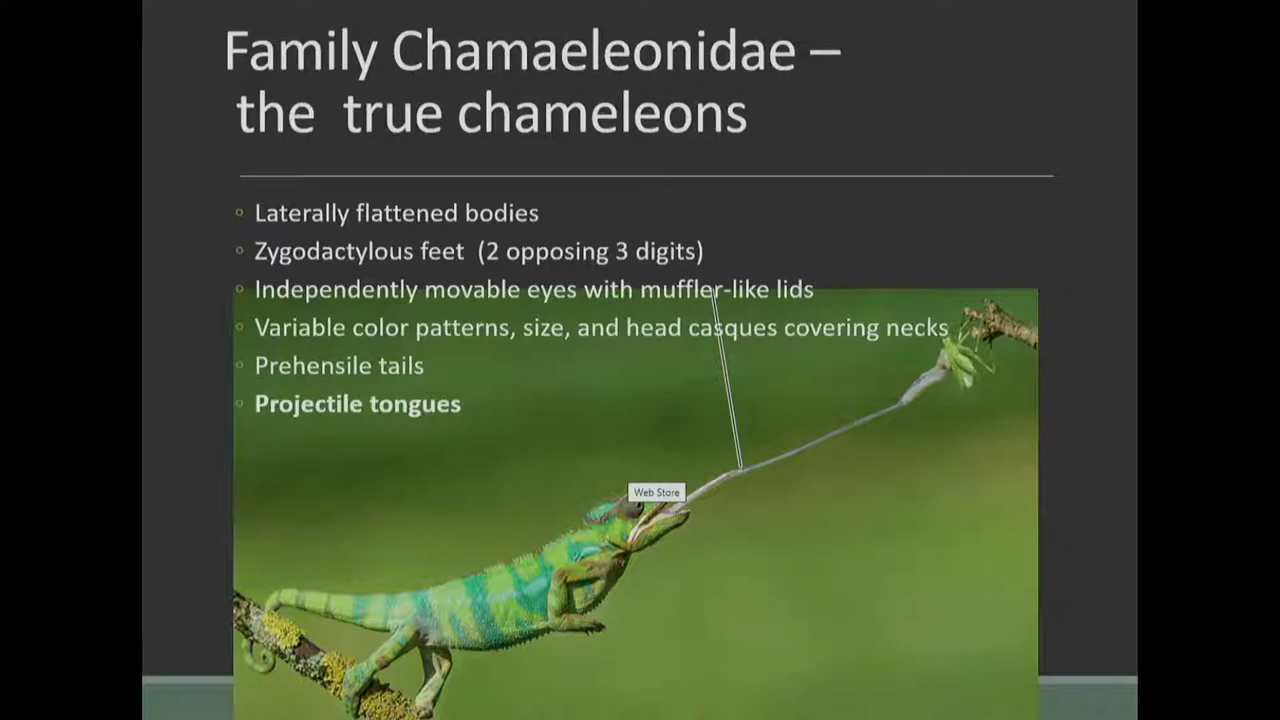 Family Chamaeleonidae –
the true chameleons
◦ Laterally flattened bodies
◦ Zygodactylous feet (2 opposing 3 digits)
◦ Independently movable eyes with muffler-like lids
◦ Variable color patterns, size, and head casques covering necks
◦ Prehensile tails
◦ Projectile tongues
Web Store